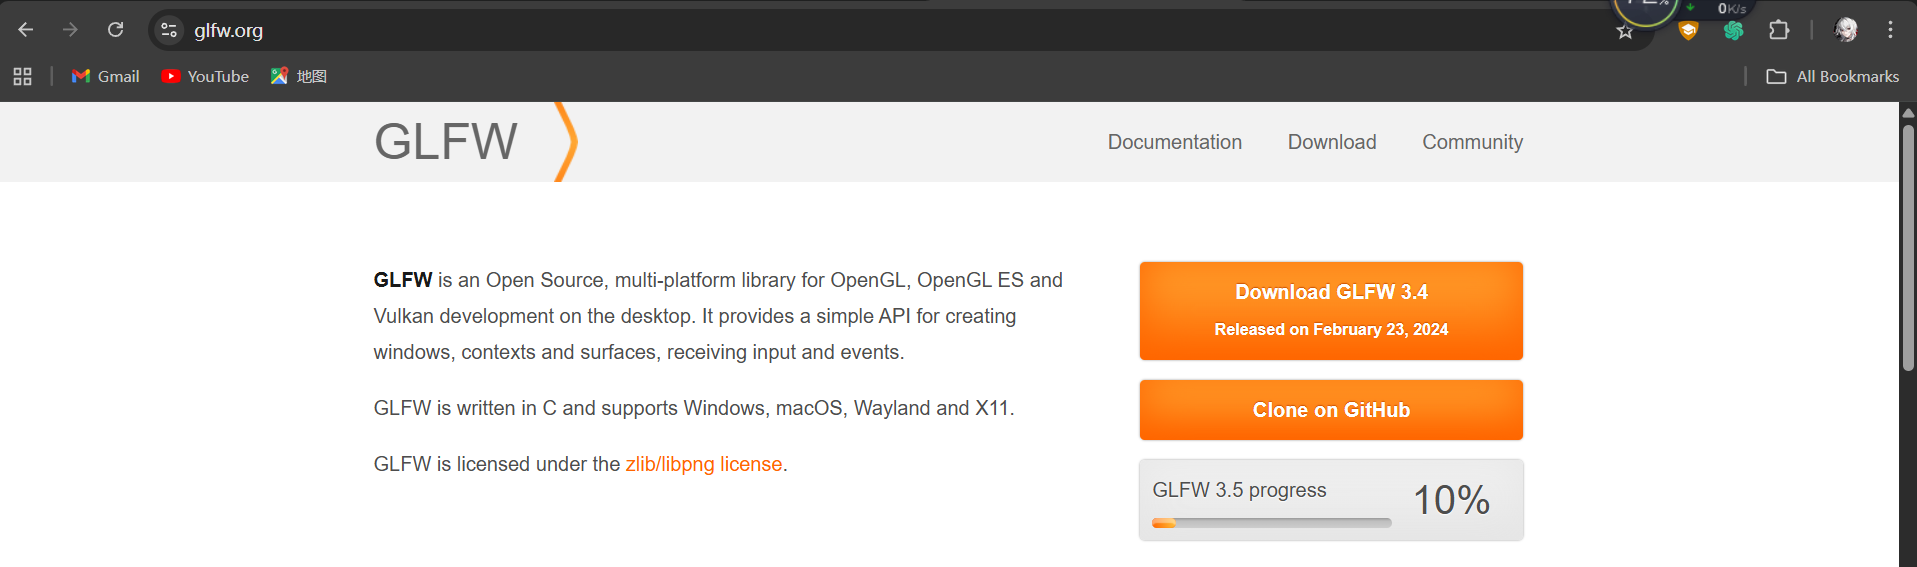 glfw.org
0K/s
Gmail
YouTube
地图
All Bookmarks
GLFW
Documentation
Download
Community
GLFW is an Open Source, multi-platform library for OpenGL, OpenGL ES and
Vulkan development on the desktop. It provides a simple API for creating
windows, contexts and surfaces, receiving input and events.
GLFW is written in C and supports Windows, macOS, Wayland and X11.
GLFW is licensed under the zlib/libpng license.
Download GLFW 3.4
Released on February 23, 2024
Clone on GitHub
GLFW 3.5 progress
10%